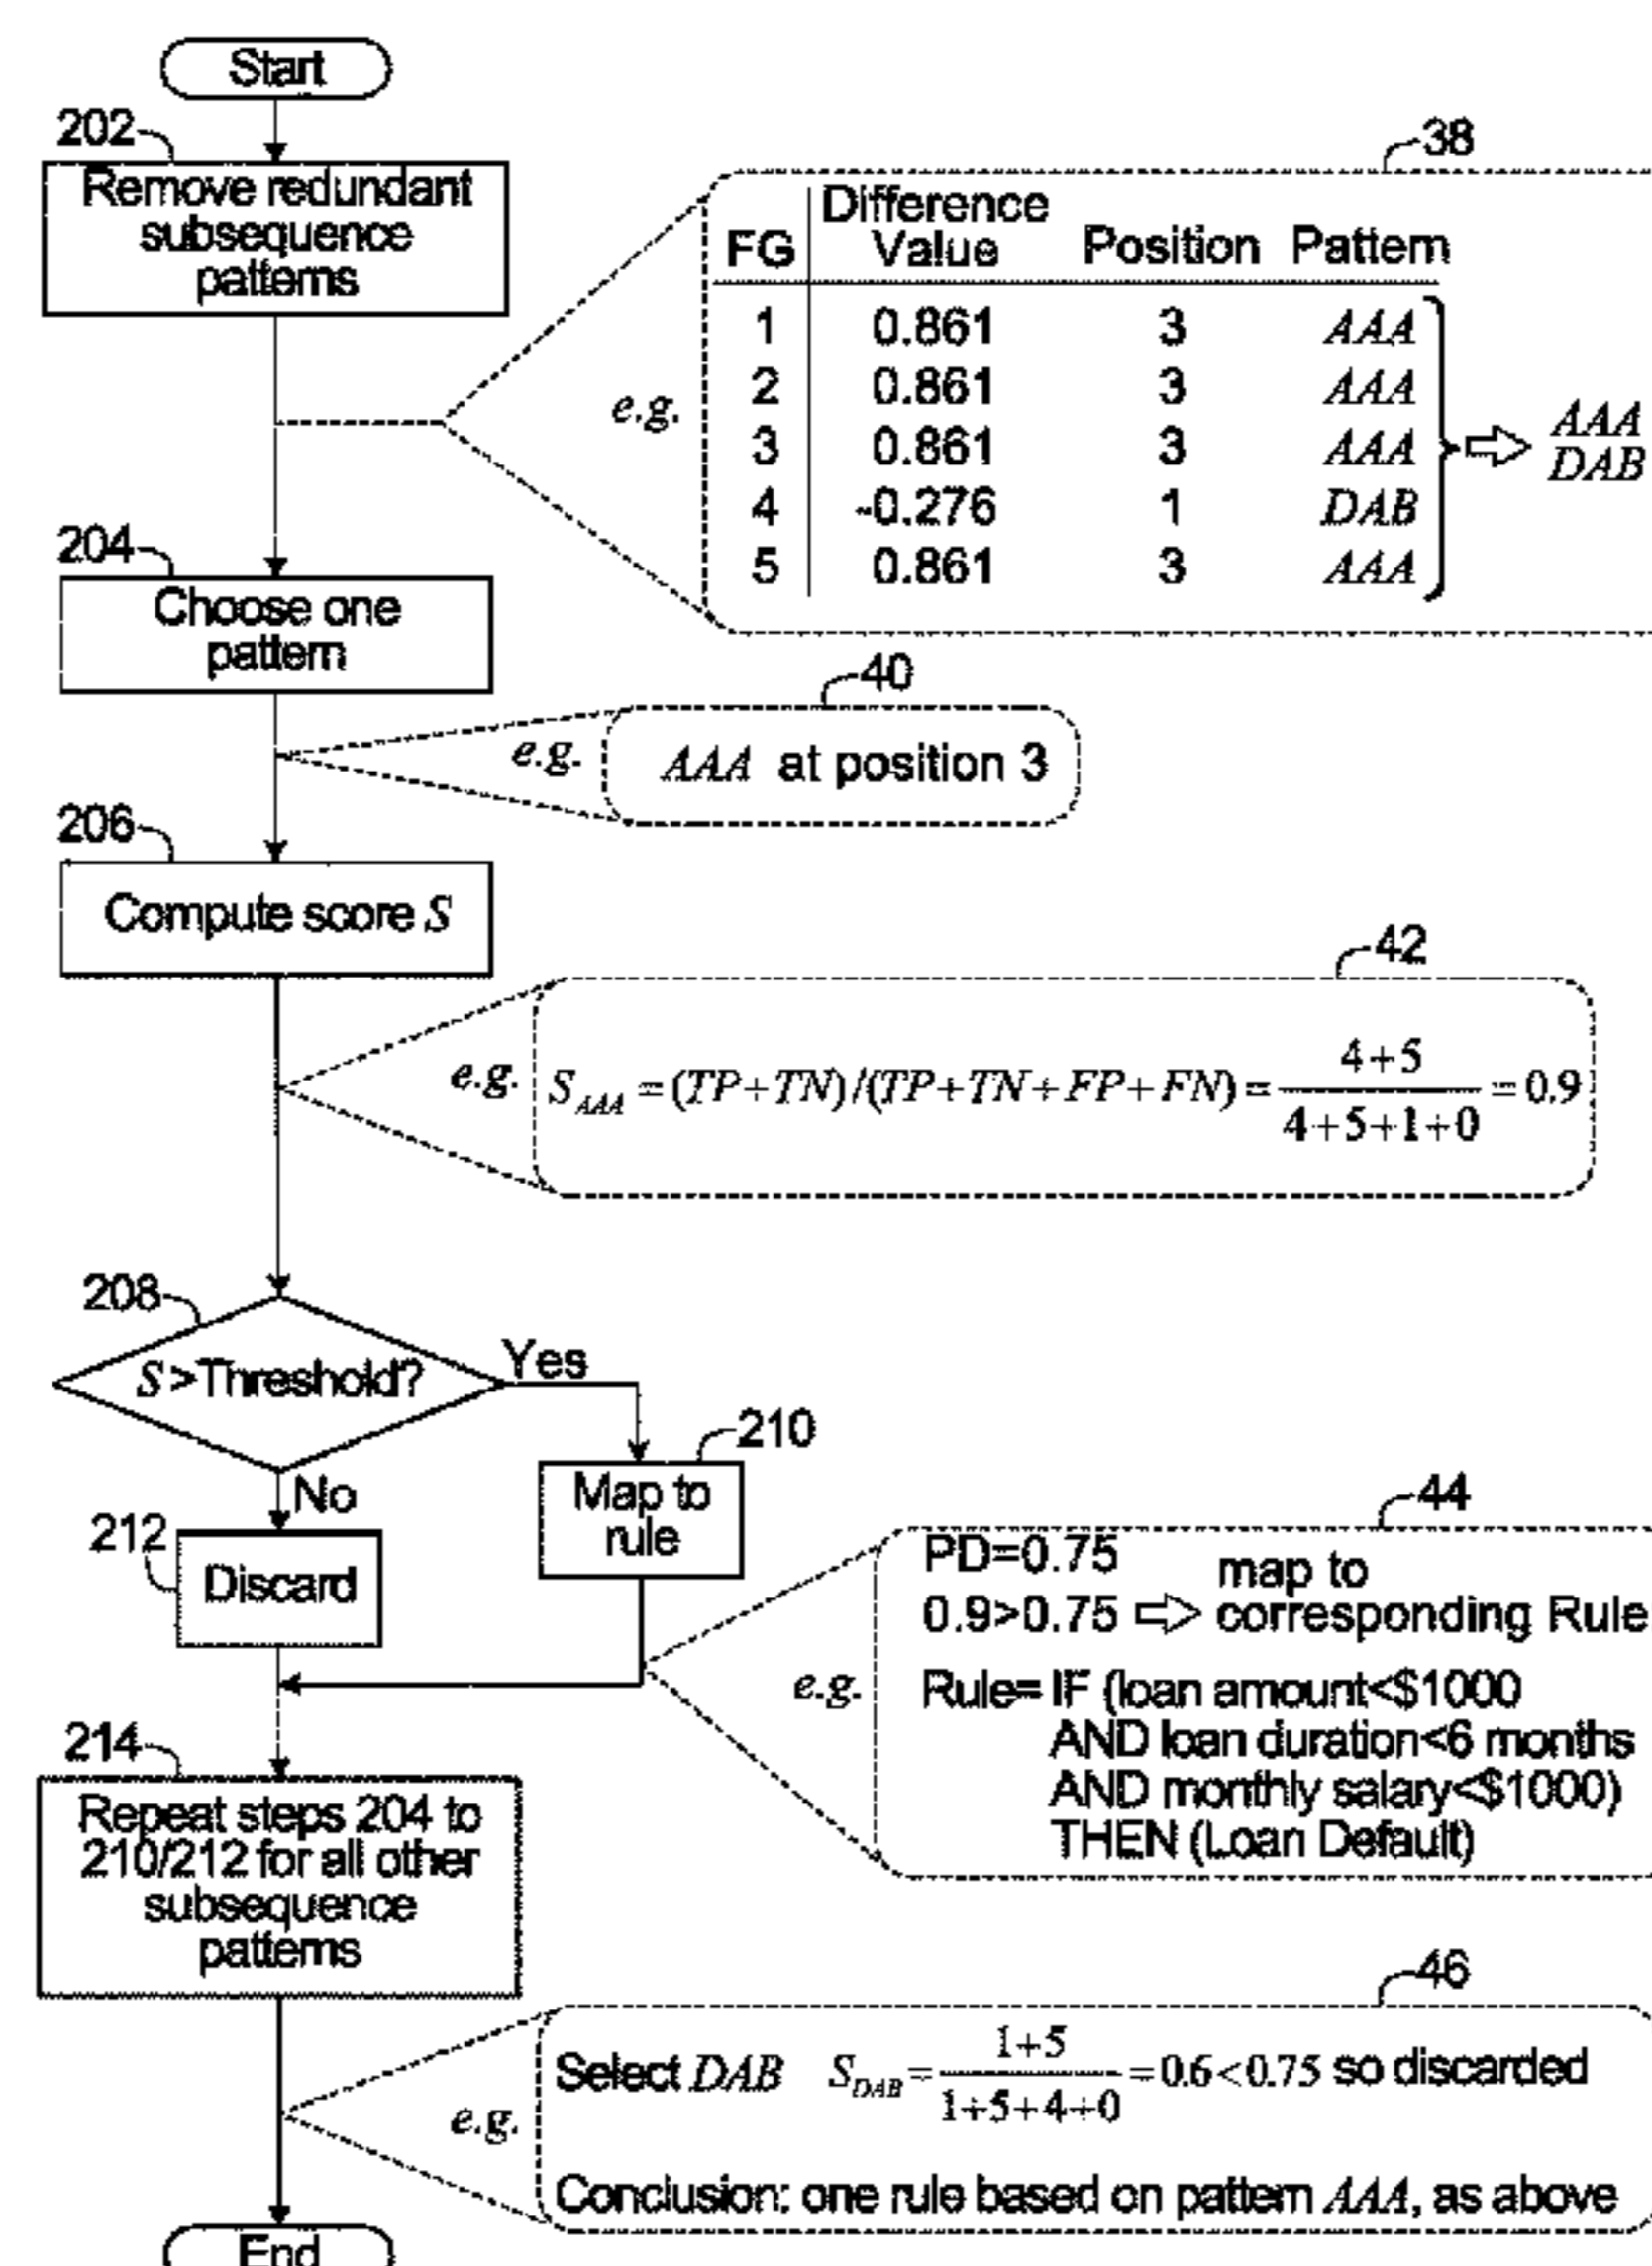 Start
202
Remove redundant
subsequence
patterns
38
Difference
FG Value Position Pattern
1 0.861 3 AAA
2 0.861 3 AAA
3 0.861 3 AAA
4 -0.276 1 DAB
5 0.861 3 AAA
e.g.
⇒ AAA
DAB
204
Choose one
pattern
40
e.g. AAA at position 3
206
Compute score S
42
e.g. S_AAA = (TP+TN)/(TP+TN+FP+FN) = (4+5)/(4+5+1+0) = 0.9
208
S>Threshold?
Yes
No
210
Map to
rule
212
Discard
44
PD=0.75
0.9>0.75 ⇒ map to
corresponding Rule
e.g.
Rule= IF (loan amount<$1000
AND loan duration<6 months
AND monthly salary<$1000)
THEN (Loan Default)
214
Repeat steps 204 to
210/212 for all other
subsequence
patterns
46
e.g.
Select DAB S_DAB = (1+5)/(1+5+4+0) = 0.6<0.75 so discarded
Conclusion: one rule based on pattern AAA, as above
End